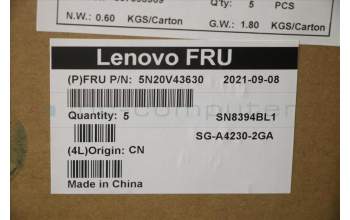 Q'ty: 5 PCS
N.W.: 0.60 KGS/Carton G.W.: 1.80 KGS/Carton
Lenovo FRU
(P)FRU P/N: 5N20V43630 2021-09-08
Quantity: 5 SN8394BL1
SG-A4230-2GA
(4L)Origin: CN
Made in China